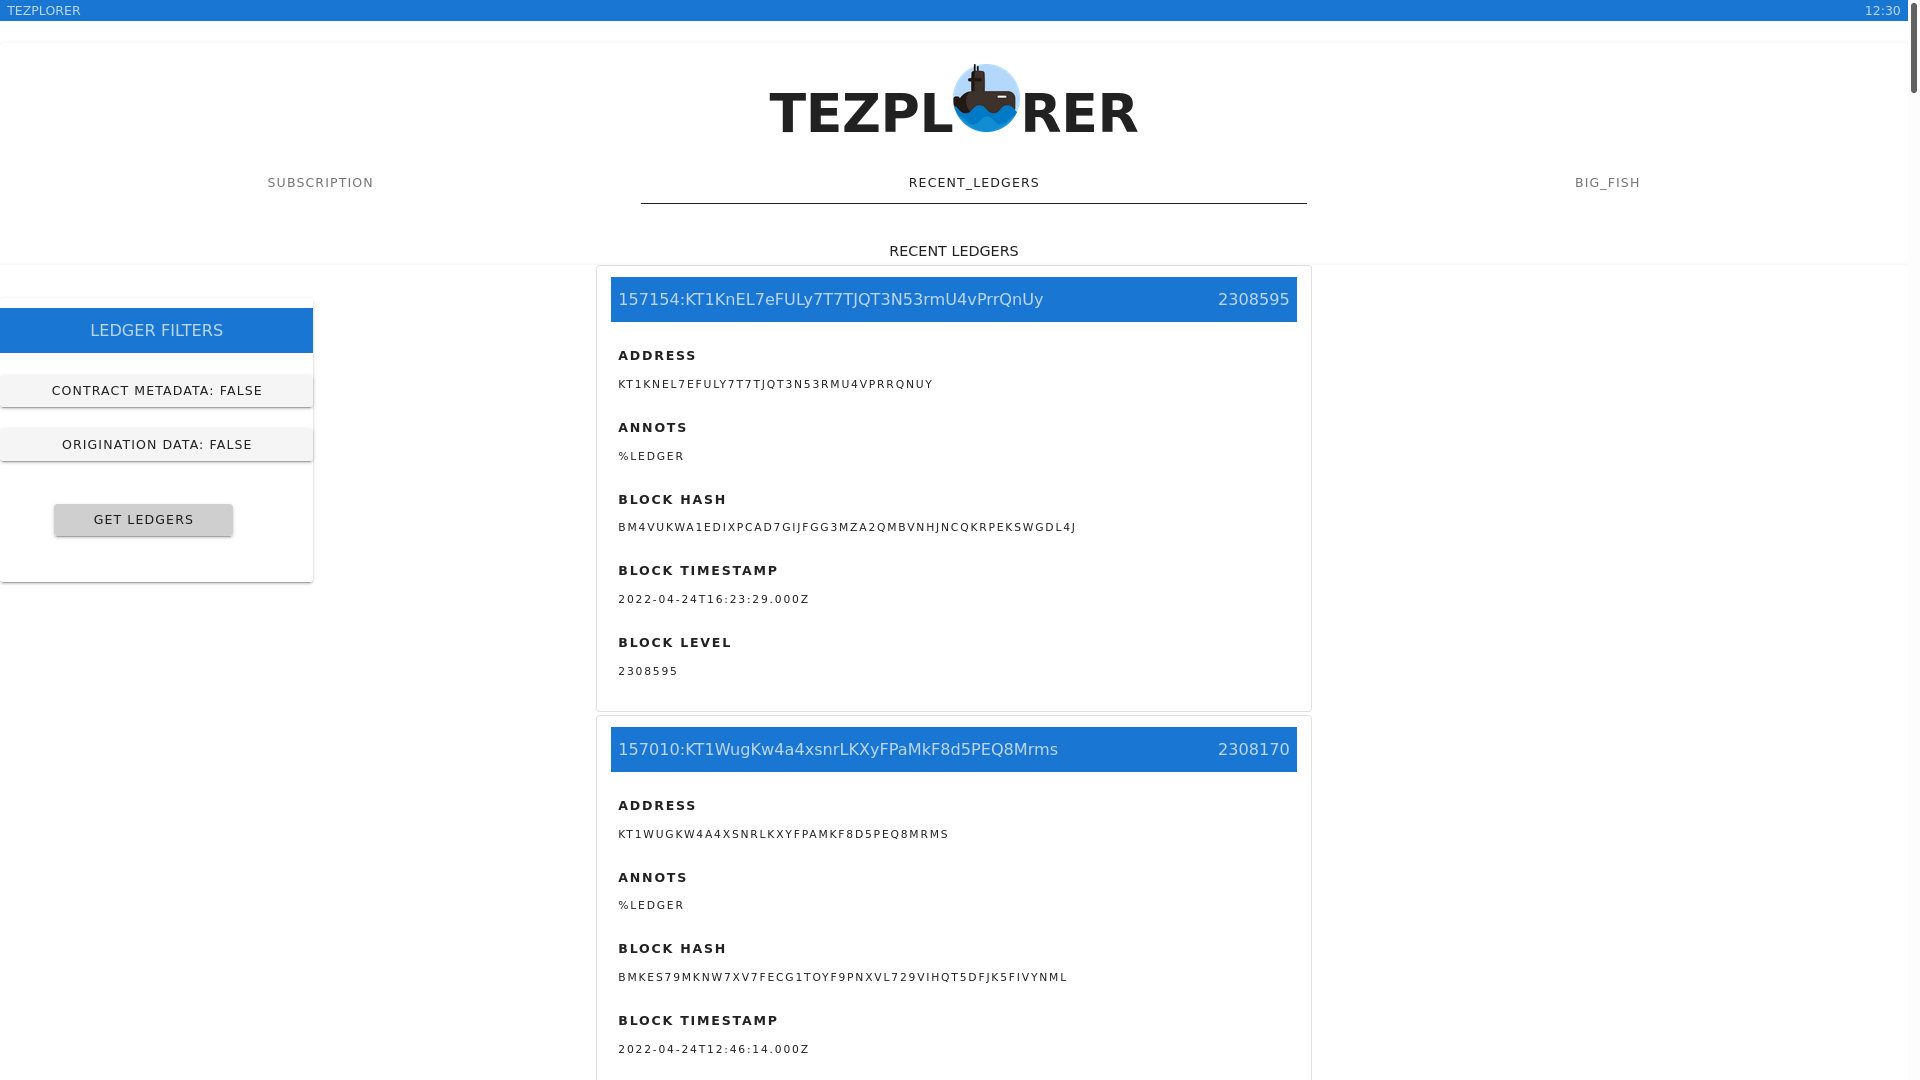 TEZPLORER 12:30
TEZPLORER
SUBSCRIPTION RECENT_LEDGERS BIG_FISH
RECENT LEDGERS
LEDGER FILTERS
CONTRACT METADATA: FALSE
ORIGINATION DATA: FALSE
GET LEDGERS
157154:KT1KnEL7eFULy7T7TJQT3N53rmU4vPrrQnUy 2308595
ADDRESS
KT1KNEL7EFULY7T7TJQT3N53RMU4VPRRQNUY
ANNOTS
%LEDGER
BLOCK HASH
BM4VUKWA1EDIXPCAD7GIJFGG3MZA2QMBVNHJNCQKRPEKSWGDL4J
BLOCK TIMESTAMP
2022-04-24T16:23:29.000Z
BLOCK LEVEL
2308595
157010:KT1WugKw4a4xsnrLKXyFPaMkF8d5PEQ8Mrms 2308170
ADDRESS
KT1WUGKW4A4XSNRLKXYFPAMKF8D5PEQ8MRMS
ANNOTS
%LEDGER
BLOCK HASH
BMKES79MKNW7XV7FECG1TOYF9PNXVL729VIHQT5DFJK5FIVYNML
BLOCK TIMESTAMP
2022-04-24T12:46:14.000Z